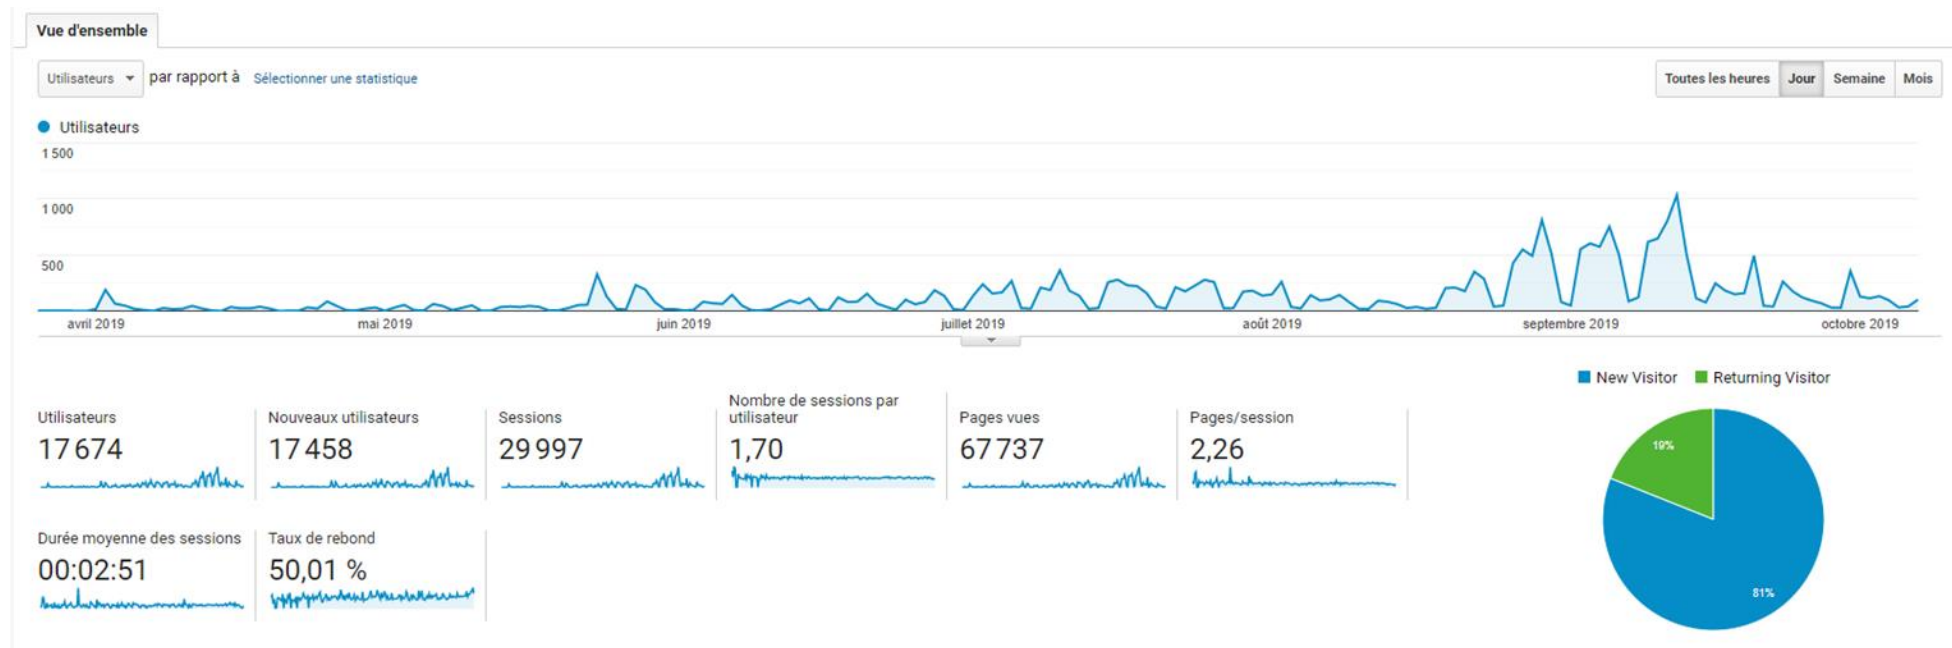 Vue d'ensemble
Utilisateurs par rapport à Sélectionner une statistique
Toutes les heures Jour Semaine Mois
Utilisateurs
1 500
1 000
500
avril 2019 mai 2019 juin 2019 juillet 2019 août 2019 septembre 2019 octobre 2019
New Visitor Returning Visitor
Utilisateurs
17 674
Nouveaux utilisateurs
17 458
Sessions
29 997
Nombre de sessions par
utilisateur
1,70
Pages vues
67 737
Pages/session
2,26
Durée moyenne des sessions
00:02:51
Taux de rebond
50,01 %
19%
81%